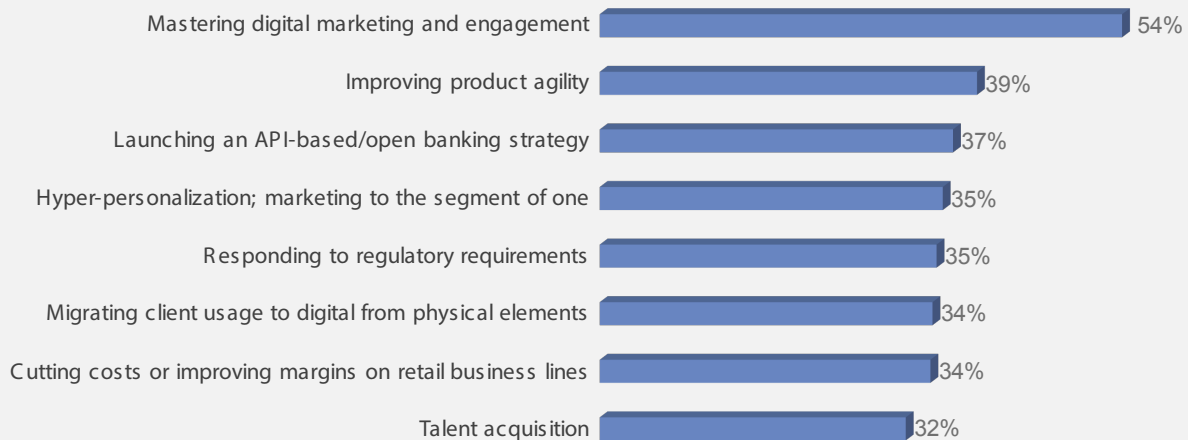 Mastering digital marketing and engagement 54%
Improving product agility 39%
Launching an API-based/open banking strategy 37%
Hyper-personalization; marketing to the segment of one 35%
Responding to regulatory requirements 35%
Migrating client usage to digital from physical elements 34%
Cutting costs or improving margins on retail business lines 34%
Talent acquisition 32%